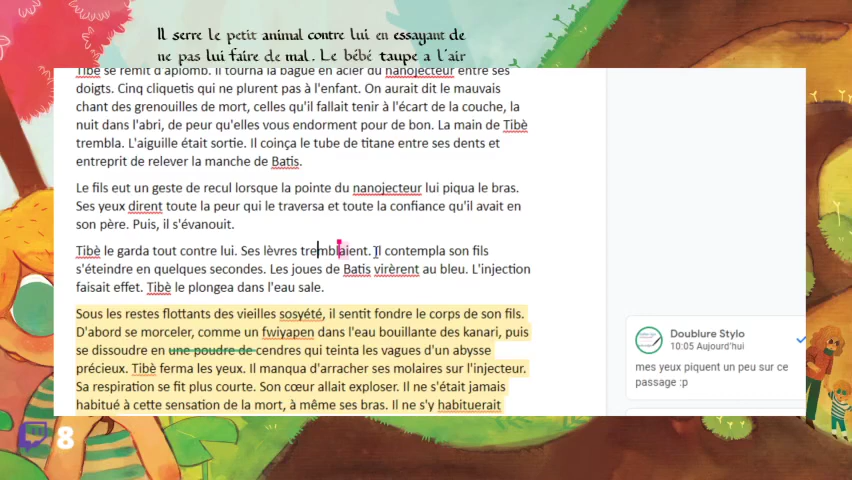 Il serre le petit animal contre lui en essayant de
ne pas lui faire de mal. Le bébé taupe a l'air
Tibè se remit d'aplomb. Il tourna la bague en acier du nanojecteur entre ses
doigts. Cinq cliquetis qui ne plurent pas à l'enfant. On aurait dit le mauvais
chant des grenouilles de mort, celles qu'il fallait tenir à l'écart de la couche, la
nuit dans l'abri, de peur qu'elles vous endorment pour de bon. La main de Tibè
trembla. L'aiguille était sortie. Il coinça le tube de titane entre ses dents et
entreprit de relever la manche de Batis.
Le fils eut un geste de recul lorsque la pointe du nanojecteur lui piqua le bras.
Ses yeux dirent toute la peur qui le traversa et toute la confiance qu'il avait en
son père. Puis, il s'évanouit.
Tibè le garda tout contre lui. Ses lèvres tremblaient. Il contempla son fils
s'éteindre en quelques secondes. Les joues de Batis virèrent au bleu. L'injection
faisait effet. Tibè le plongea dans l'eau sale.
Sous les restes flottants des vieilles sosyété, il sentit fondre le corps de son fils.
D'abord se morceler, comme un fwiyapen dans l'eau bouillante des kanari, puis
se dissoudre en une poudre de cendres qui teinta les vagues d'un abysse
précieux. Tibè ferma les yeux. Il manqua d'arracher ses molaires sur l'injecteur.
Sa respiration se fit plus courte. Son cœur allait exploser. Il ne s'était jamais
habitué à cette sensation de la mort, à même ses bras. Il ne s'y habituerait
Doublure Stylo
10:05 Aujourd'hui
mes yeux piquent un peu sur ce
passage :p
8